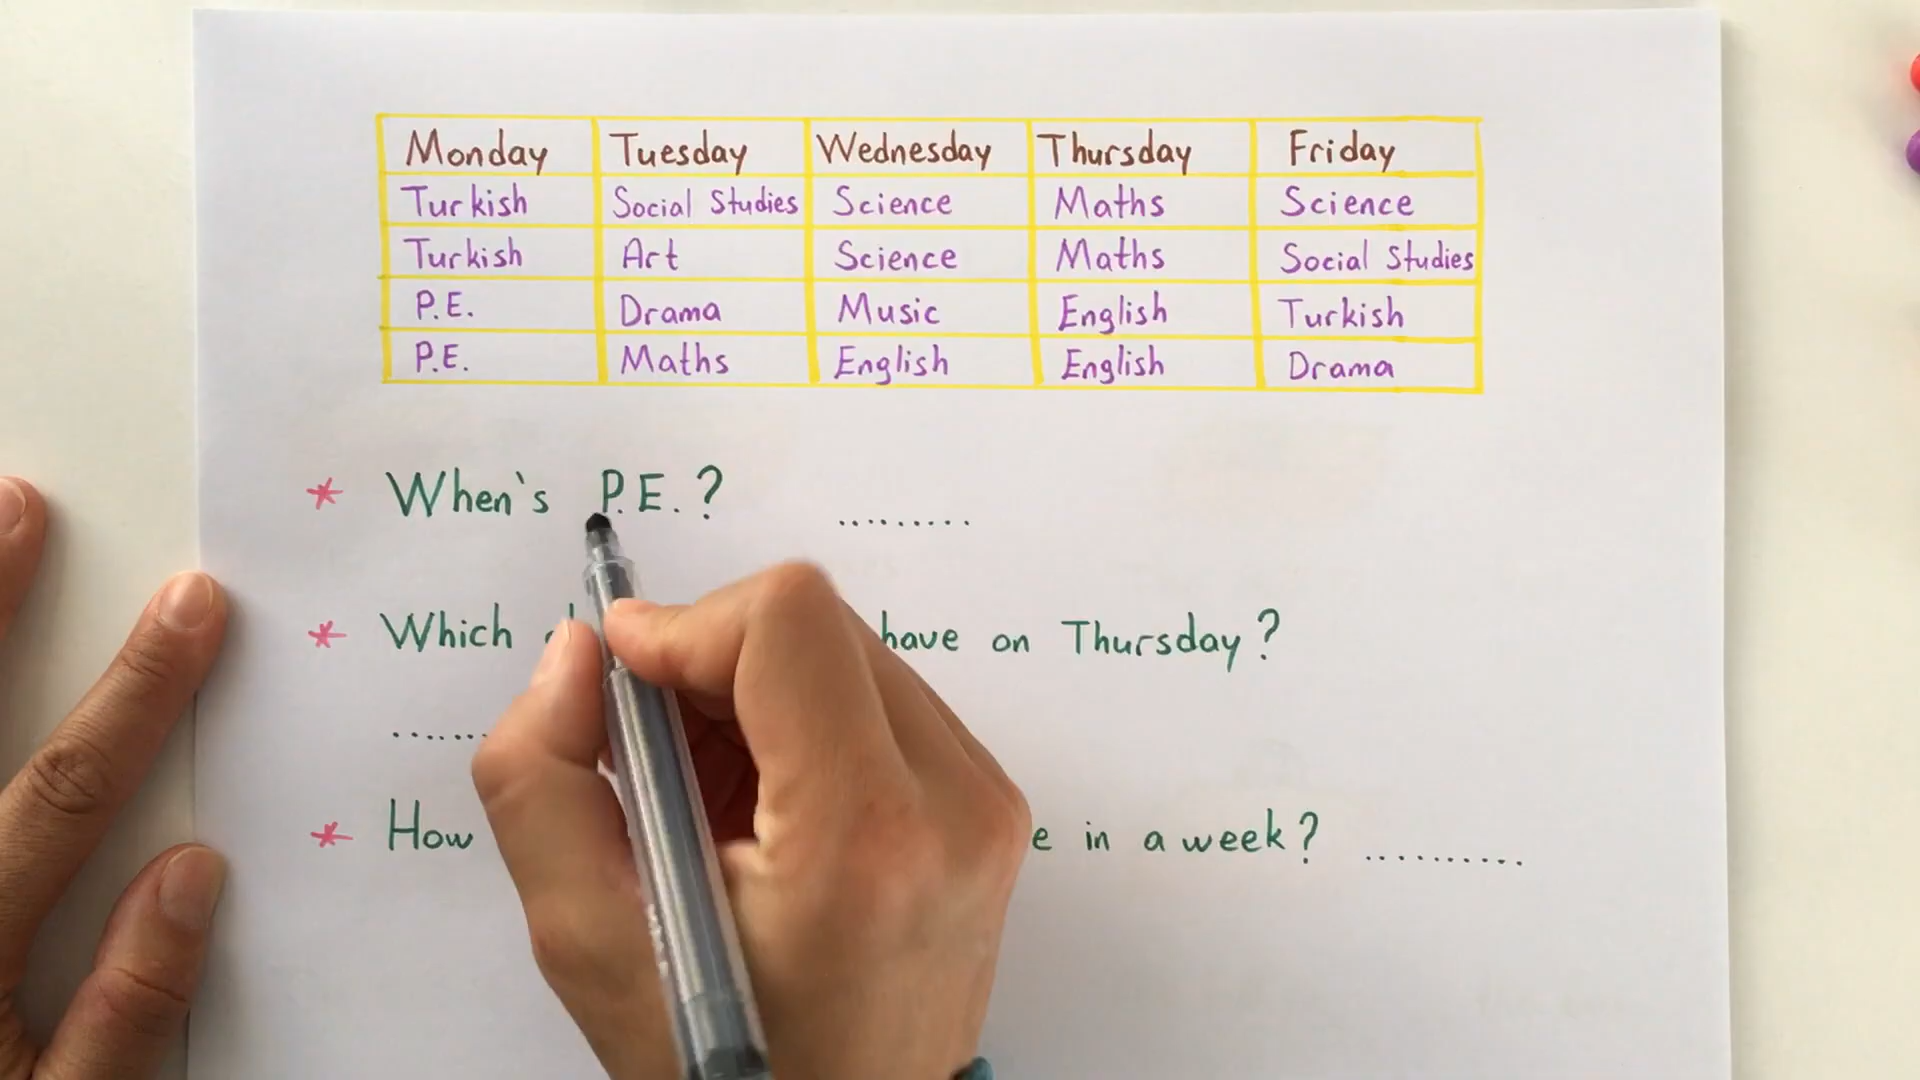 Monday Tuesday Wednesday Thursday Friday
Turkish Social Studies Science Maths Science
Turkish Art Science Maths Social Studies
P.E. Drama Music English Turkish
P.E. Maths English English Drama
* When's P.E.? .........
* Which have on Thursday?
......
* How in a week? ..........